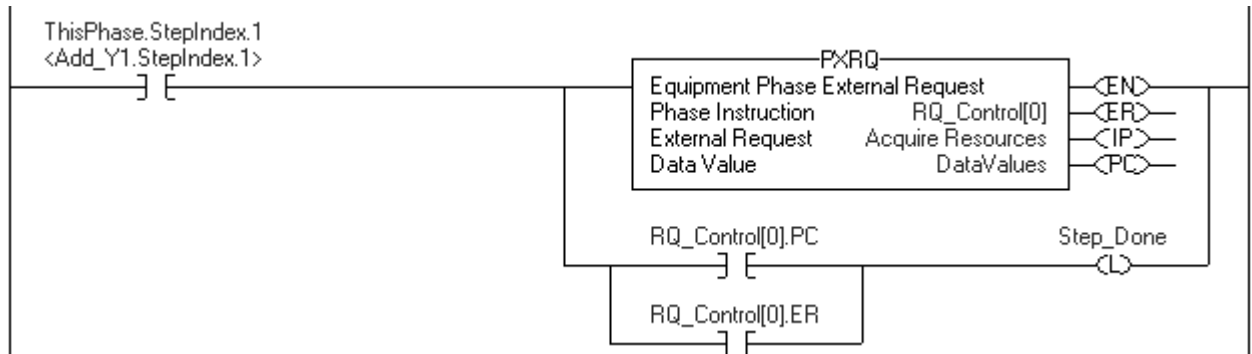 ThisPhase.StepIndex.1
<Add_Y1.StepIndex.1>
PXRQ
Equipment Phase External Request
Phase Instruction RQ_Control[0]
External Request Acquire Resources
Data Value DataValues
EN
ER
IP
PC
RQ_Control[0].PC
Step_Done
L
RQ_Control[0].ER